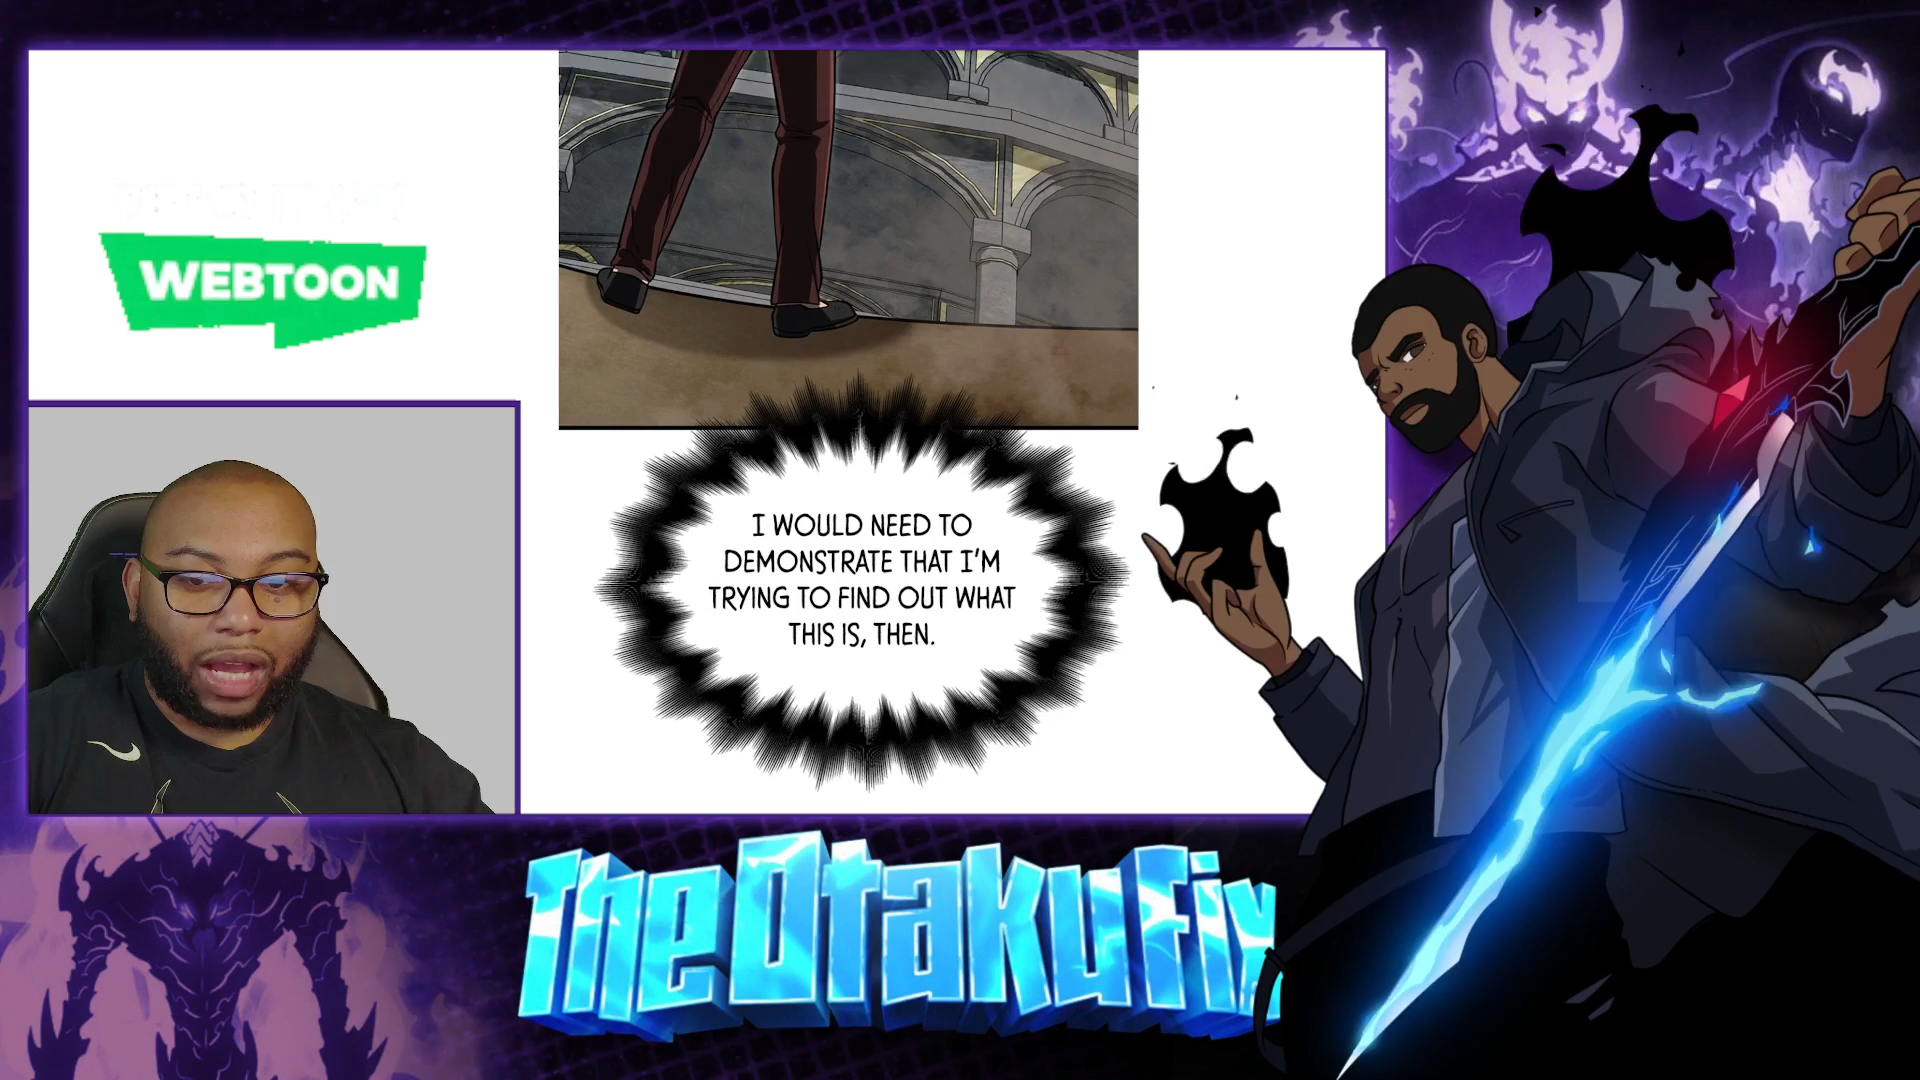 WEBTOON
I WOULD NEED TO
DEMONSTRATE THAT I'M
TRYING TO FIND OUT WHAT
THIS IS, THEN.
TheOtakuFix